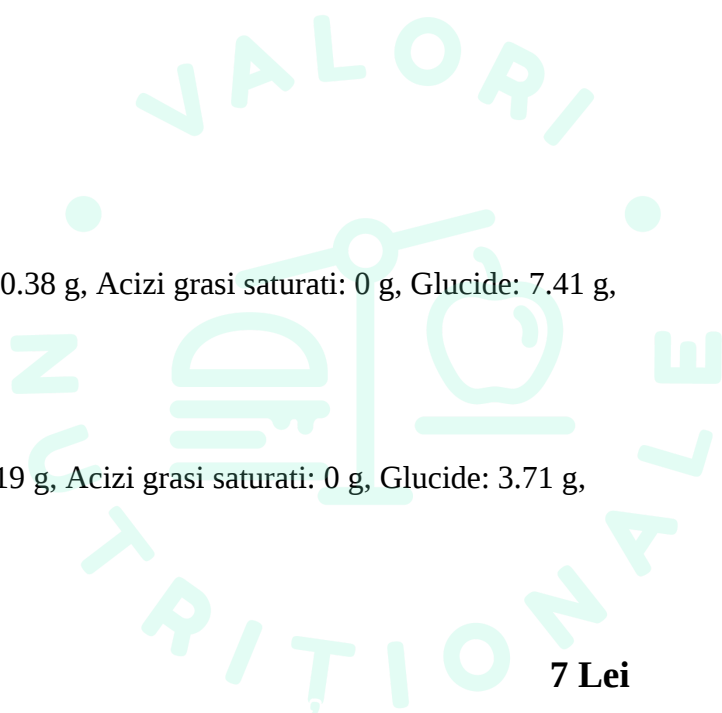 VALORI
0.38 g, Acizi grasi saturati: 0 g, Glucide: 7.41 g,
19 g, Acizi grasi saturati: 0 g, Glucide: 3.71 g,
NUTRIȚIONALE
7 Lei